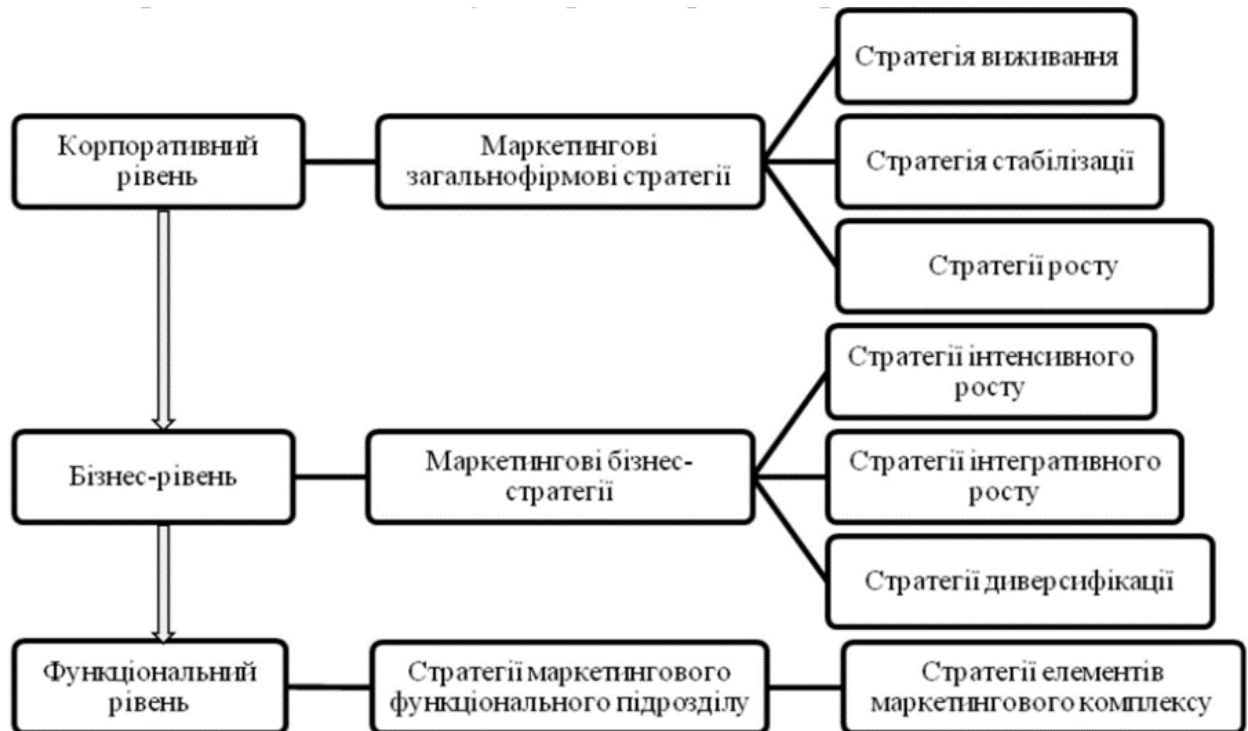 Корпоративний
рівень
Маркетингові
загальнофірмові стратегії
Стратегія виживання
Стратегія стабілізації
Стратегії росту
Бізнес-рівень
Маркетингові бізнес-
стратегії
Стратегії інтенсивного
росту
Стратегії інтегративного
росту
Стратегії диверсифікації
Функціональний
рівень
Стратегії маркетингового
функціонального підрозділу
Стратегії елементів
маркетингового комплексу